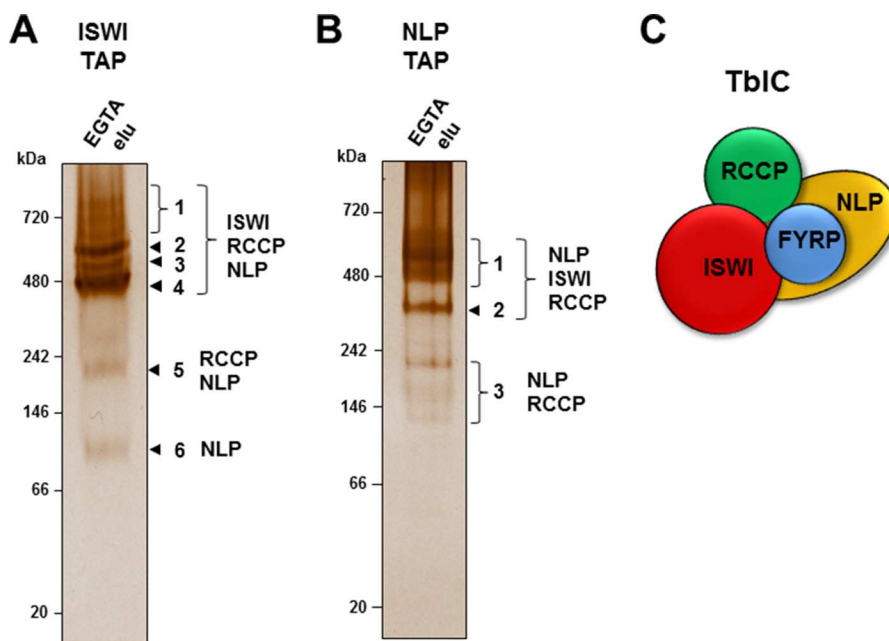 A
ISWI
TAP
EGTA
elu
kDa
720
480
242
146
66
20
1
2
3
4
5
6
ISWI
RCCP
NLP
RCCP
NLP
NLP
B
NLP
TAP
EGTA
elu
kDa
720
480
242
146
66
20
1
2
3
NLP
ISWI
RCCP
NLP
RCCP
C
TbIC
RCCP
NLP
FYRP
ISWI